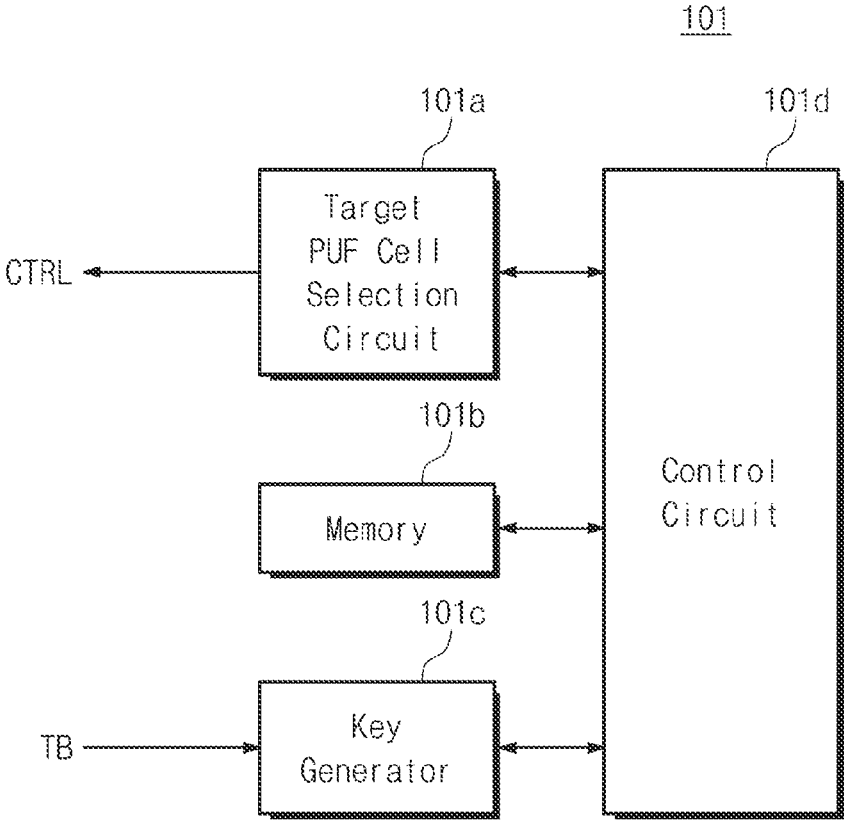 101
101a
101d
Target
PUF Cell
Selection
Circuit
CTRL
101b
Memory
Control
Circuit
101c
Key
Generator
TB